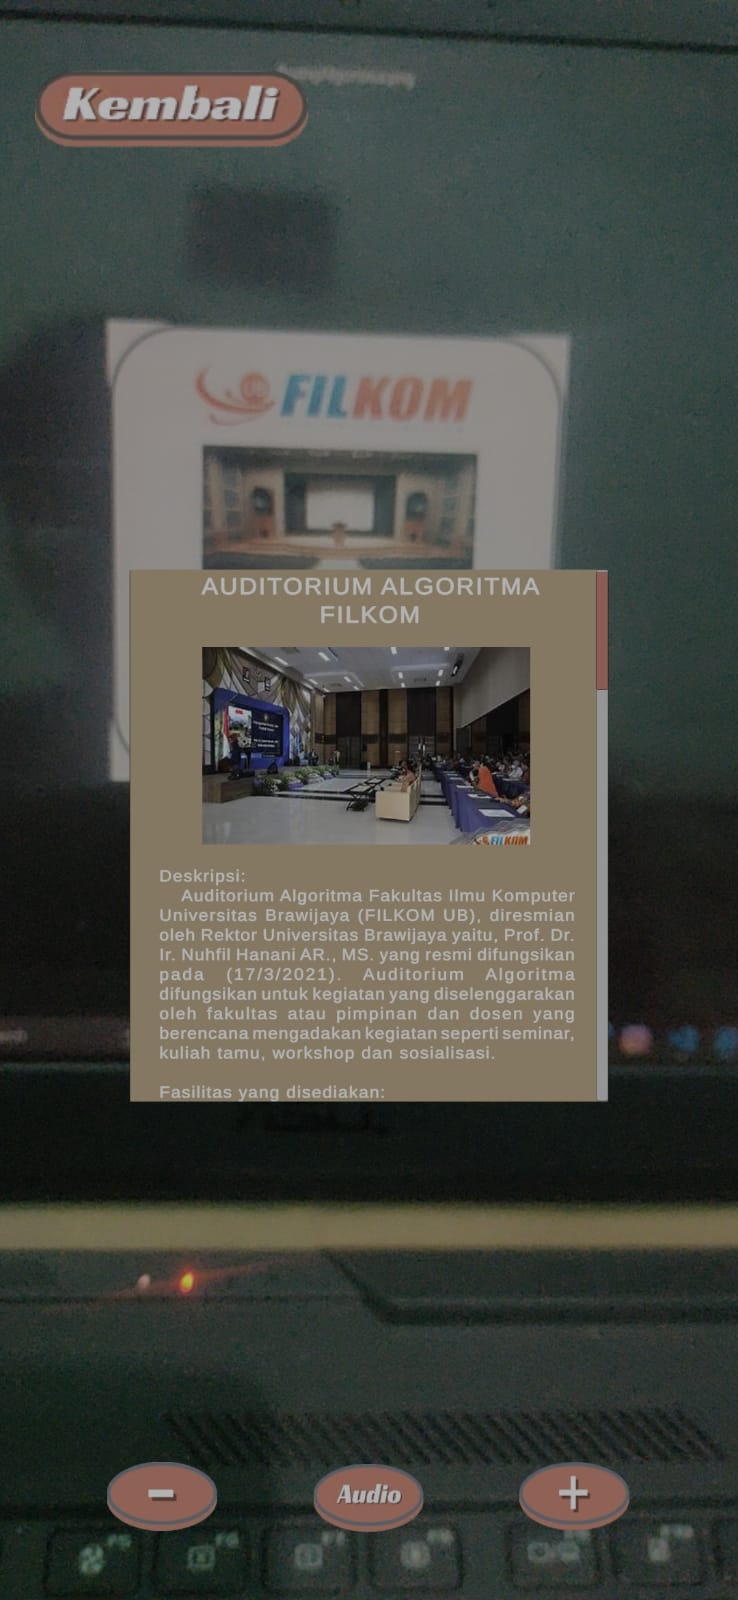 Kembali
UB FILKOM
AUDITORIUM ALGORITMA
FILKOM
FILKOM
Deskripsi:
Auditorium Algoritma Fakultas Ilmu Komputer
Universitas Brawijaya (FILKOM UB), diresmian
oleh Rektor Universitas Brawijaya yaitu, Prof. Dr.
Ir. Nuhfil Hanani AR., MS. yang resmi difungsikan
pada (17/3/2021). Auditorium Algoritma
difungsikan untuk kegiatan yang diselenggarakan
oleh fakultas atau pimpinan dan dosen yang
berencana mengadakan kegiatan seperti seminar,
kuliah tamu, workshop dan sosialisasi.
Fasilitas yang disediakan:
- Audio +